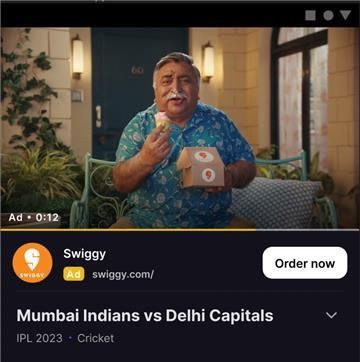 60
Ad • 0:12
Swiggy
SWIGGY
Ad swiggy.com/
Order now
Mumbai Indians vs Delhi Capitals
IPL 2023 • Cricket